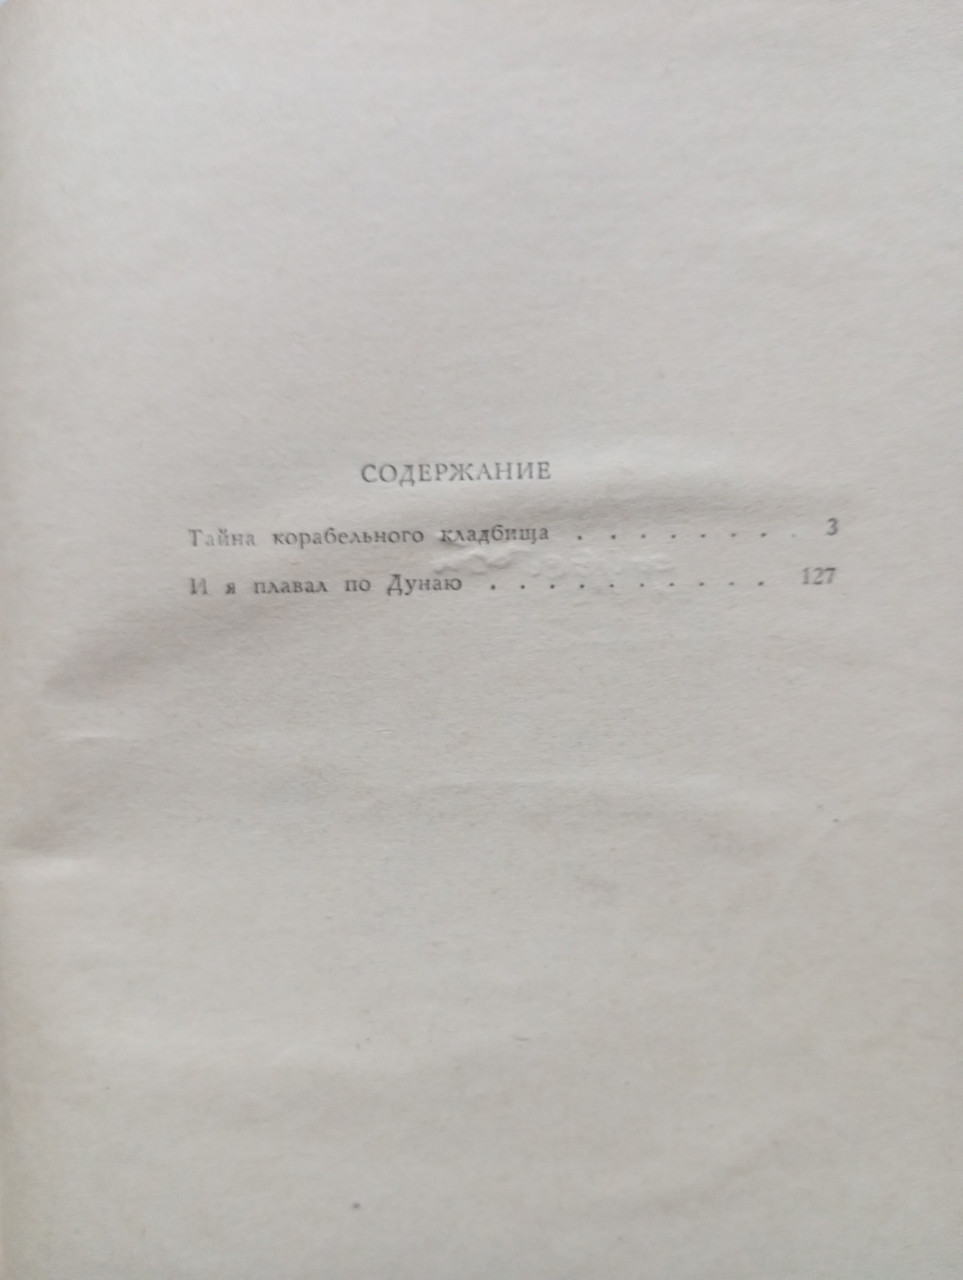 СОДЕРЖАНИЕ
Тайна корабельного кладбища . . . . . . . . 3
И я плавал по Дунаю . . . . . . . . . . 127